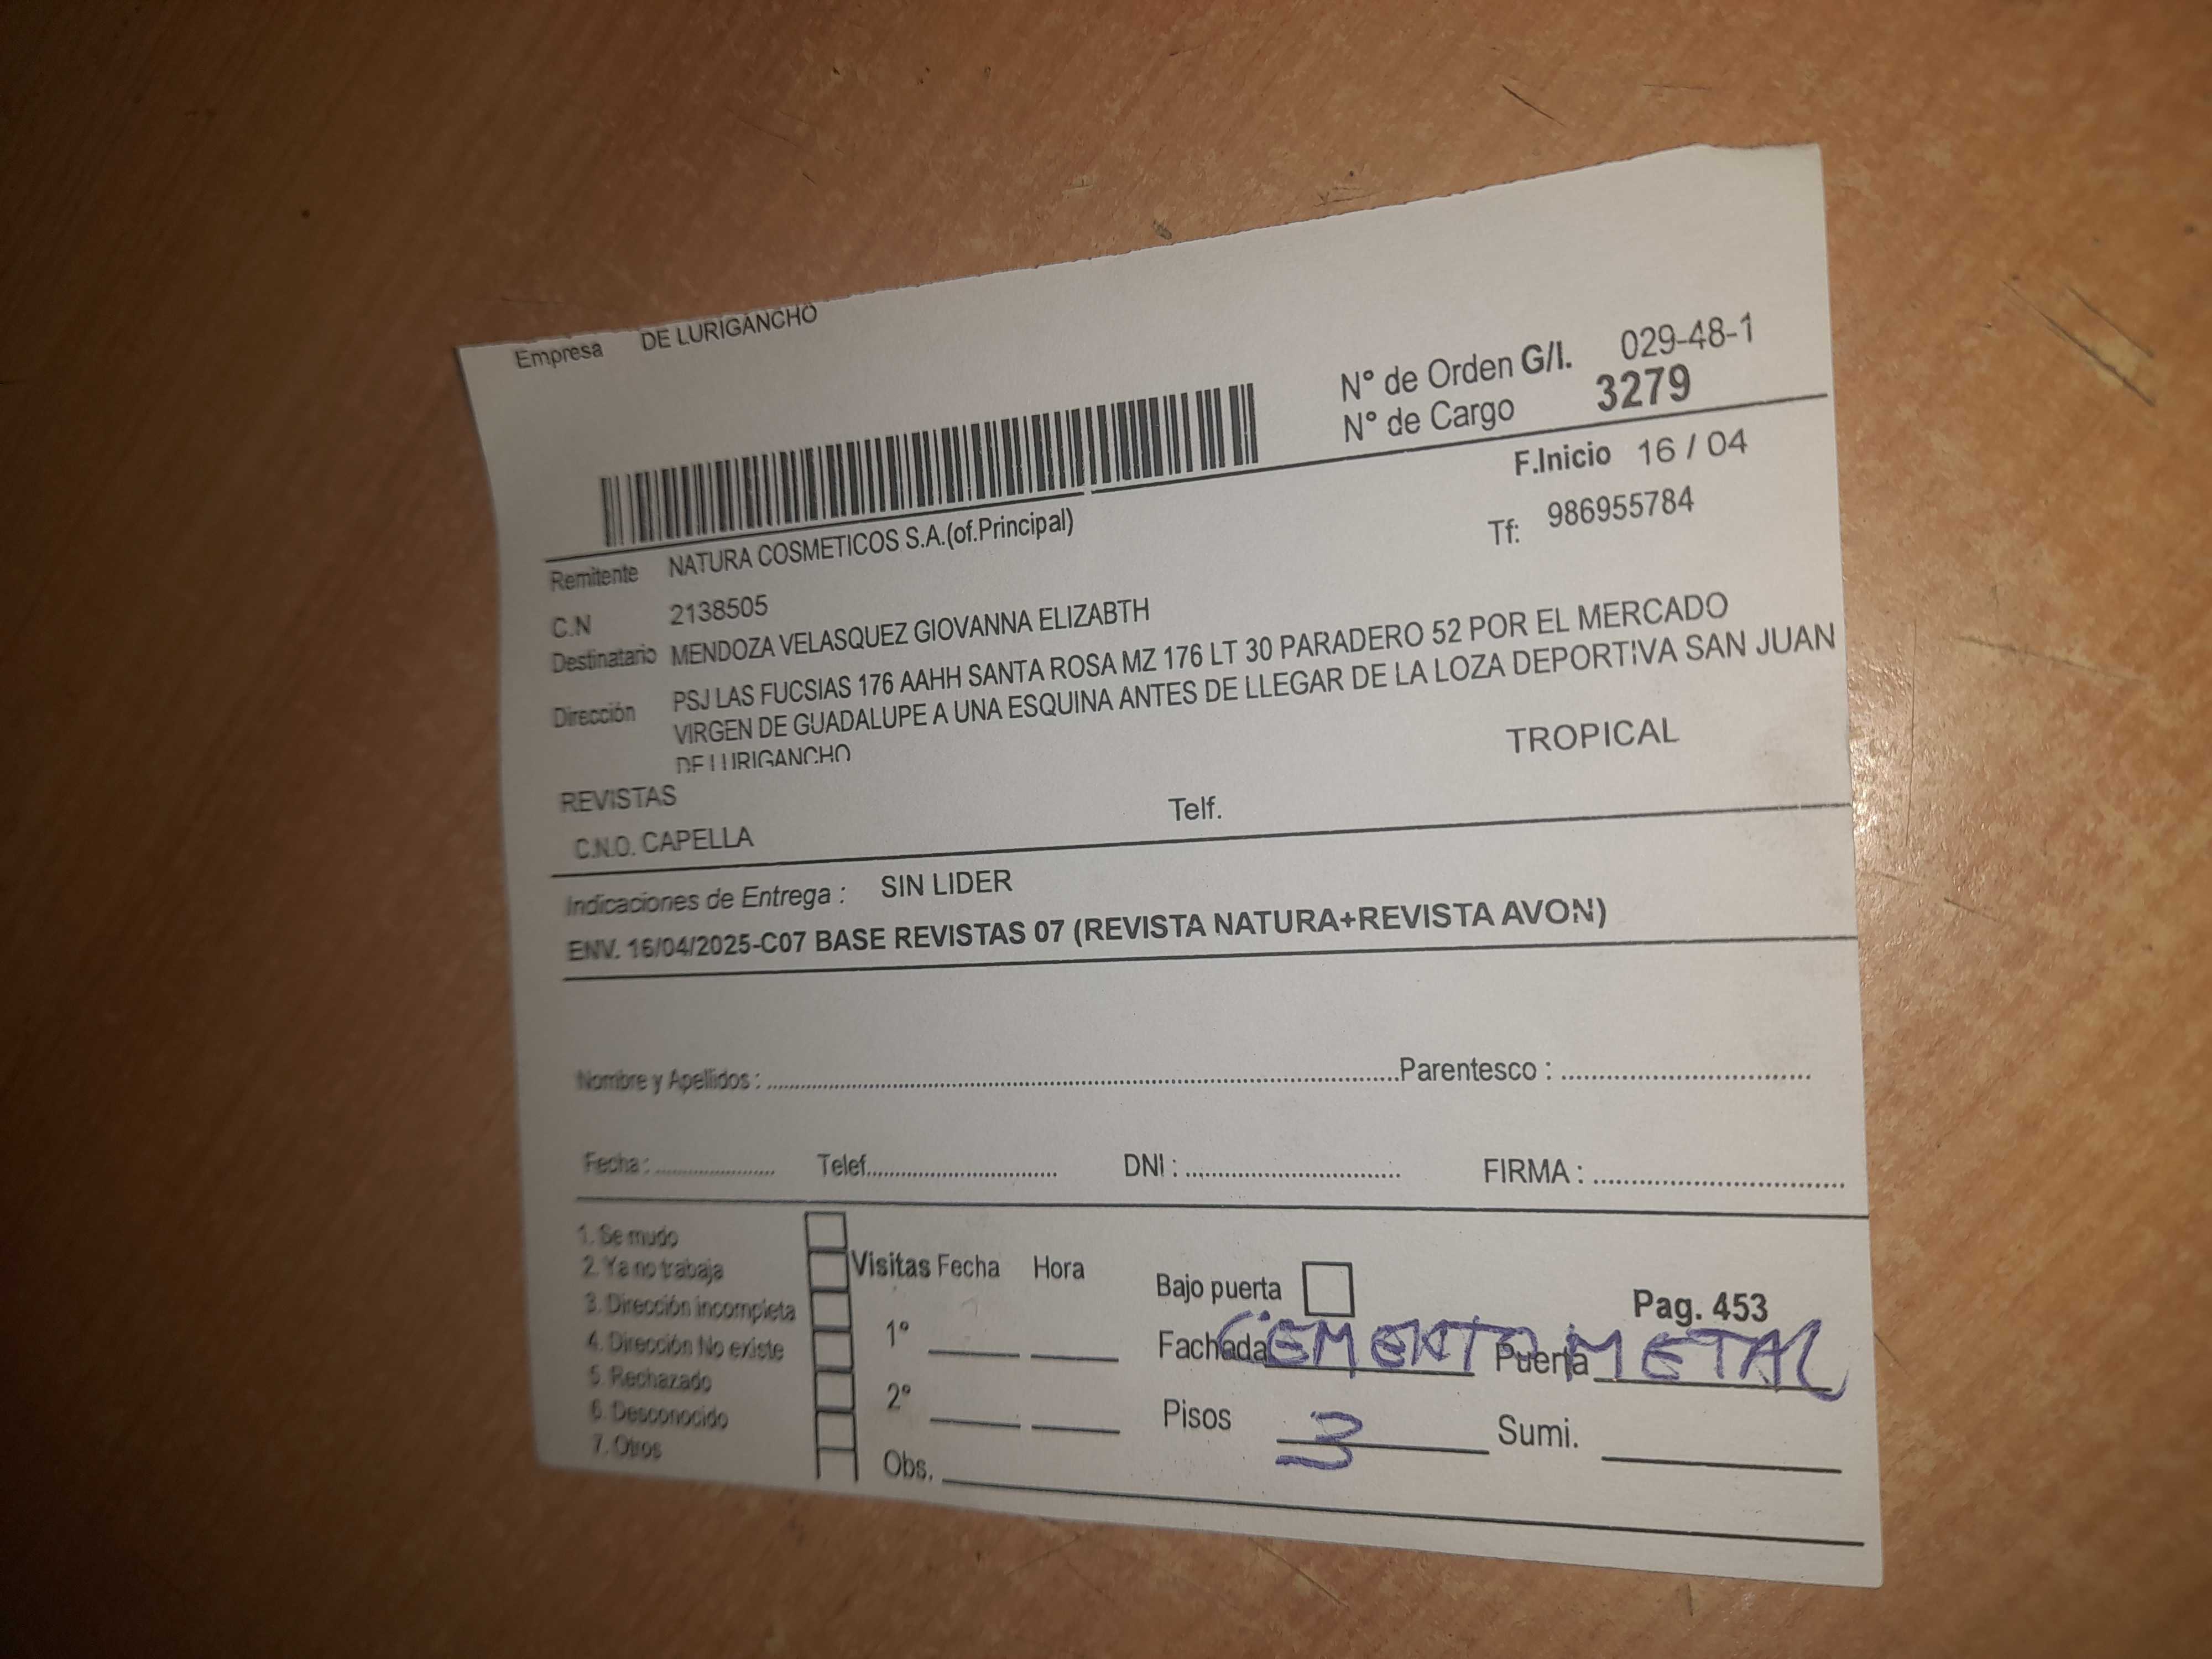 Empresa DE LURIGANCHO
N° de Orden G/I. 029-48-1
N° de Cargo 3279
F.Inicio 16 / 04
Remitente NATURA COSMETICOS S.A.(of.Principal) Tf: 986955784
C.N 2138505
Destinatario MENDOZA VELASQUEZ GIOVANNA ELIZABTH
Dirección PSJ LAS FUCSIAS 176 AAHH SANTA ROSA MZ 176 LT 30 PARADERO 52 POR EL MERCADO
VIRGEN DE GUADALUPE A UNA ESQUINA ANTES DE LLEGAR DE LA LOZA DEPORTIVA SAN JUAN
DE LURIGANCHO
REVISTAS TROPICAL
C.N.O. CAPELLA Telf.
Indicaciones de Entrega : SIN LIDER
ENV. 16/04/2025-C07 BASE REVISTAS 07 (REVISTA NATURA+REVISTA AVON)
Nombre y Apellidos : Parentesco :
Fecha : Telef. DNI : FIRMA :
1. Se mudo
2. Ya no trabaja
3. Dirección incompleta
4. Dirección No existe
5. Rechazado
6. Desconocido
7. Otros
Visitas Fecha Hora
1º
2º
Obs.
Bajo puerta Pag. 453
Fachada CEMENTO Puerta METAL
Pisos 3 Sumi.